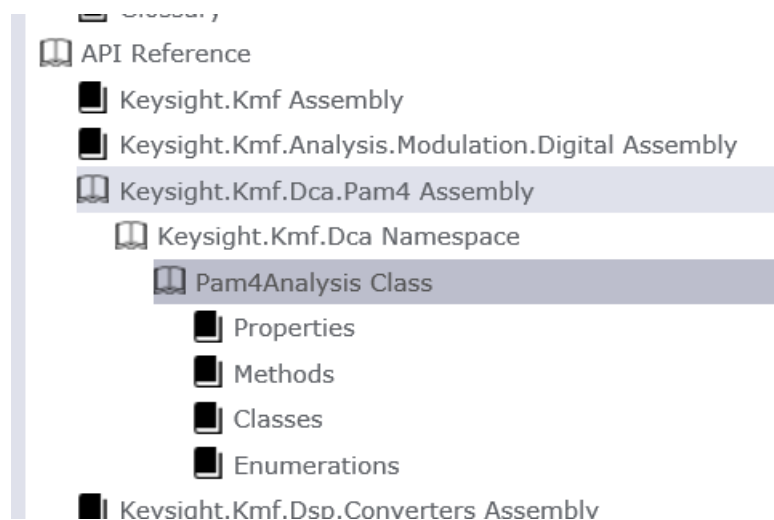 Glossary
API Reference
Keysight.Kmf Assembly
Keysight.Kmf.Analysis.Modulation.Digital Assembly
Keysight.Kmf.Dca.Pam4 Assembly
Keysight.Kmf.Dca Namespace
Pam4Analysis Class
Properties
Methods
Classes
Enumerations
Keysight.Kmf.Dsp.Converters Assembly